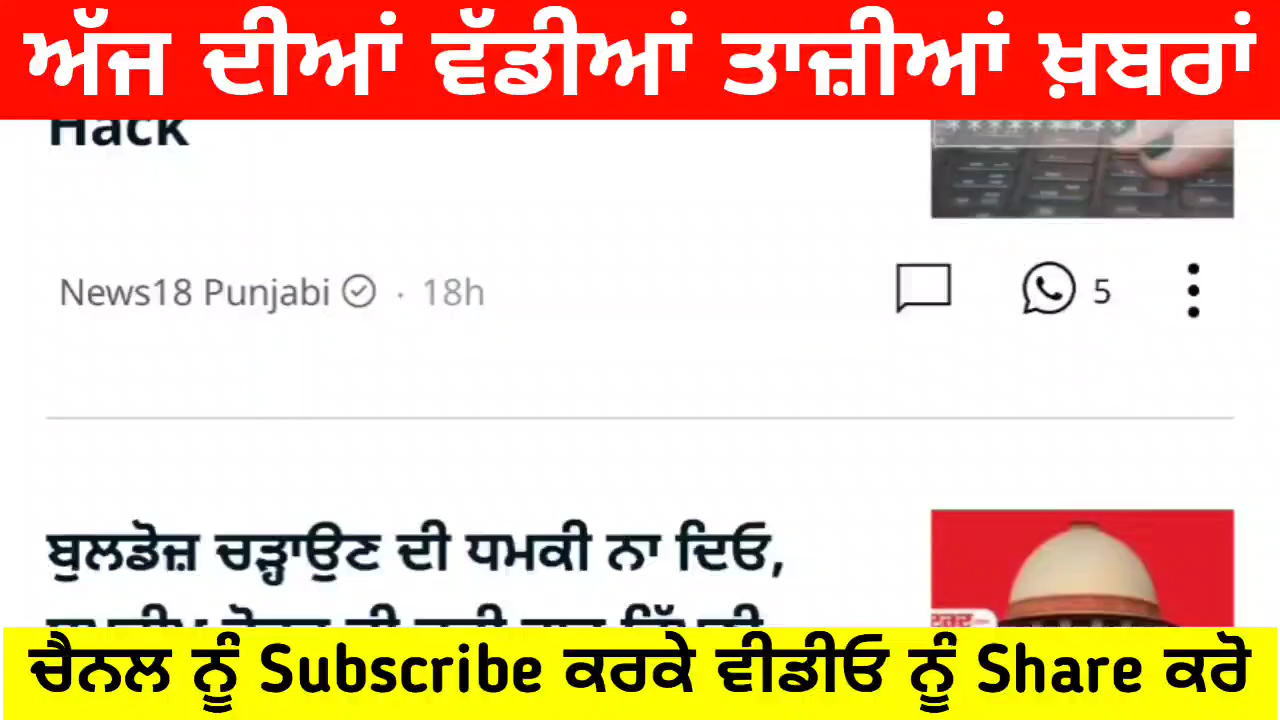 ਅੱਜ ਦੀਆਂ ਵੱਡੀਆਂ ਤਾਜ਼ੀਆਂ ਖ਼ਬਰਾਂ
Hack
*********
News18 Punjabi · 18h
5
ਬੁਲਡੋਜ਼ ਚੜ੍ਹਾਉਣ ਦੀ ਧਮਕੀ ਨਾ ਦਿਓ,
ਚੈਨਲ ਨੂੰ Subscribe ਕਰਕੇ ਵੀਡੀਓ ਨੂੰ Share ਕਰੋ